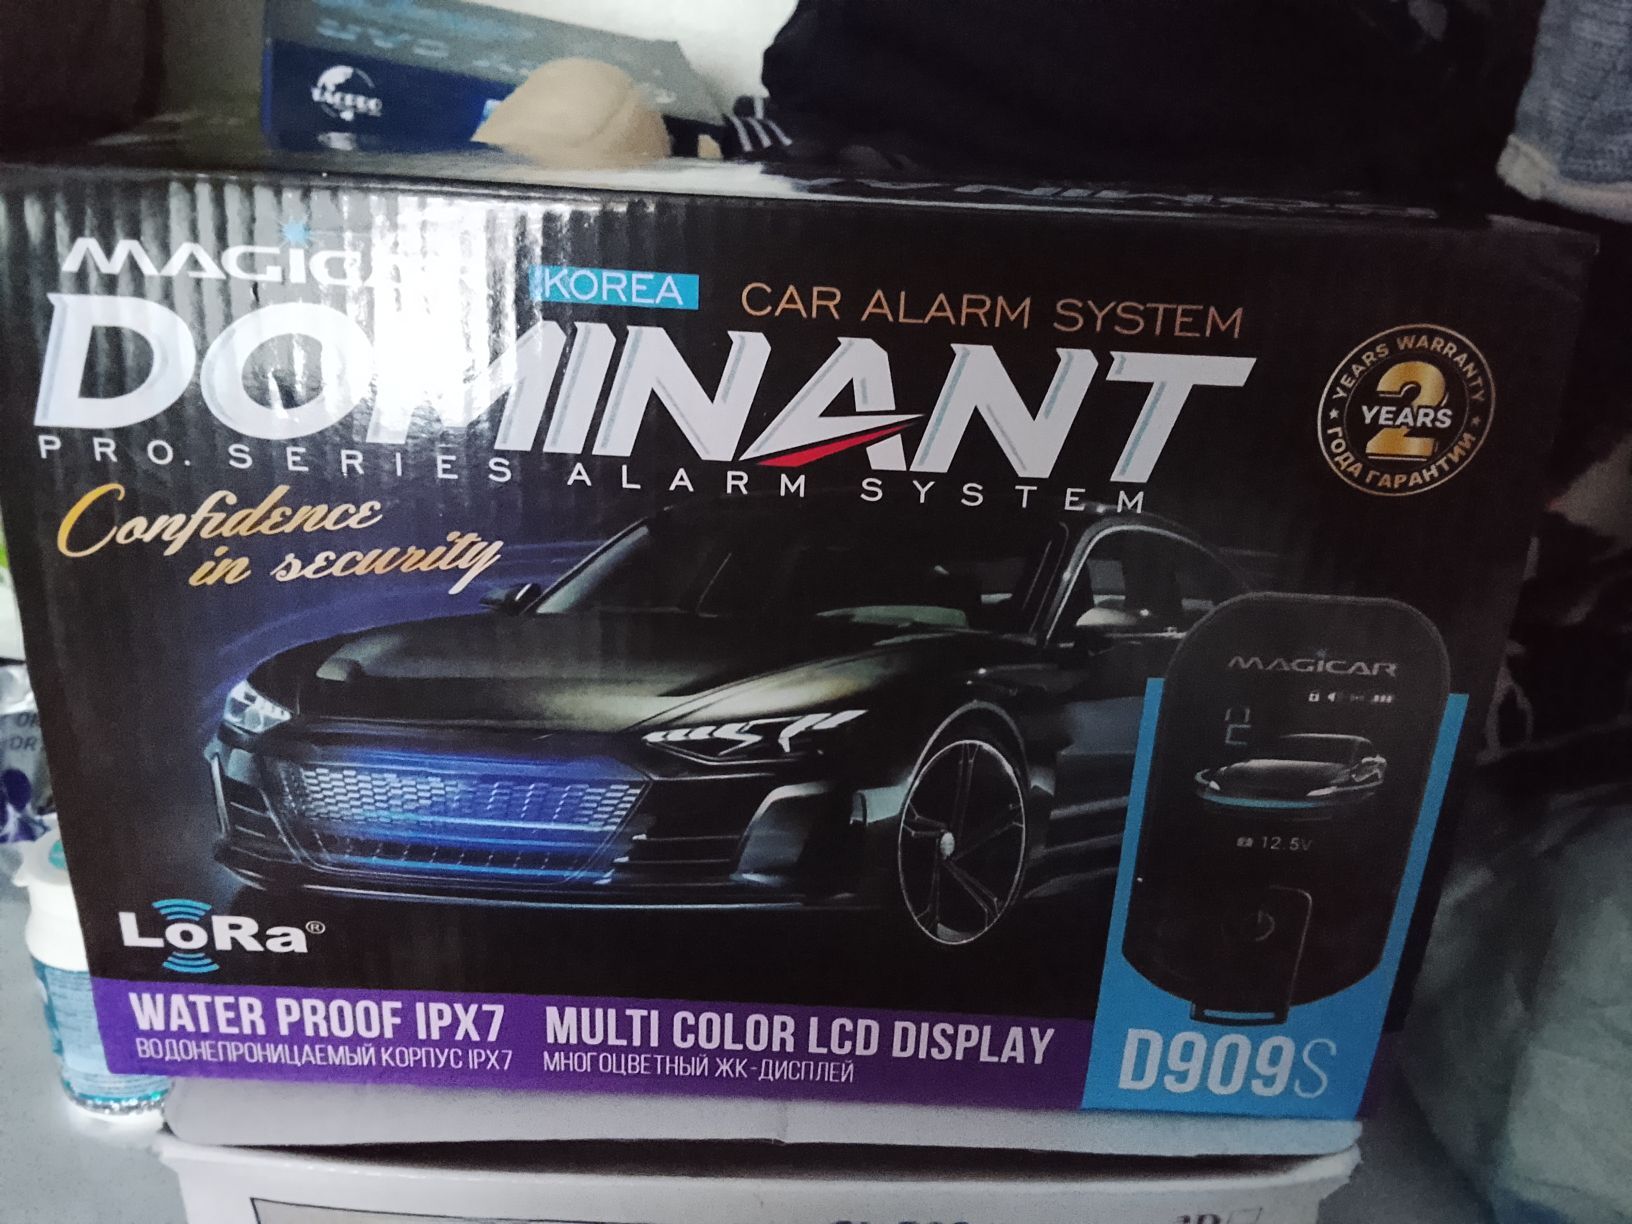 MAGICAR
KOREA
CAR ALARM SYSTEM
DOMINANT
PRO. SERIES ALARM SYSTEM
Confidence
in security
YEARS WARRANTY
2
YEARS
ГОДА ГАРАНТИИ
MAGICAR
12.5V
LoRa®
WATER PROOF IPX7
ВОДОНЕПРОНИЦАЕМЫЙ КОРПУС IPX7
MULTI COLOR LCD DISPLAY
МНОГОЦВЕТНЫЙ ЖК-ДИСПЛЕЙ
D909S